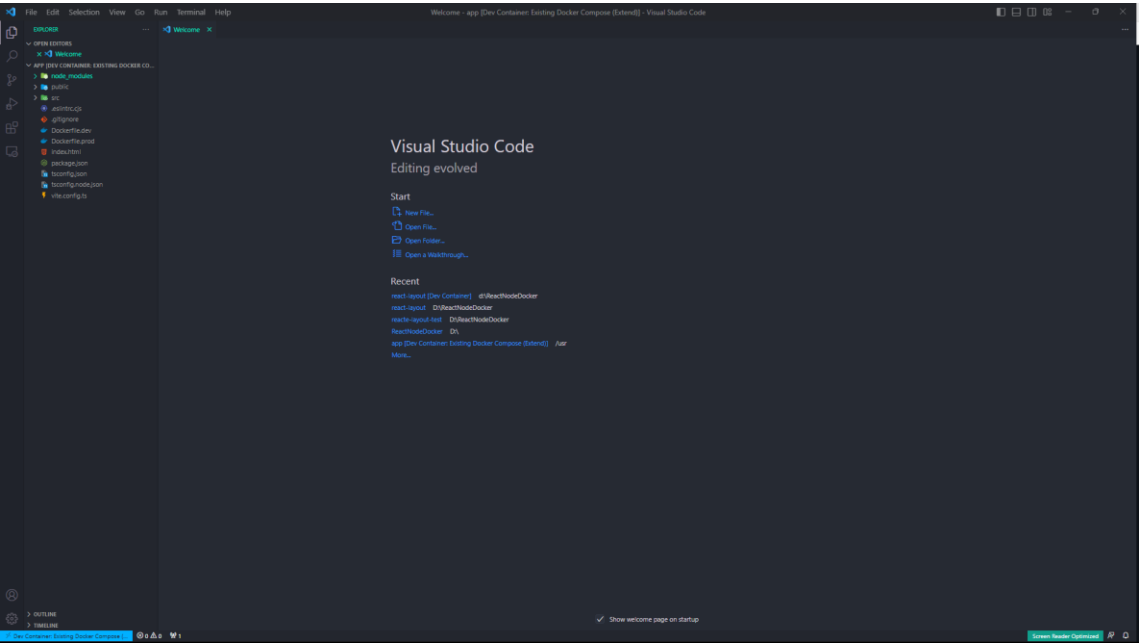 File Edit Selection View Go Run Terminal Help
Welcome - app [Dev Container: Existing Docker Compose (Extend)] - Visual Studio Code
EXPLORER
Welcome
OPEN EDITORS
Welcome
APP [DEV CONTAINER: EXISTING DOCKER CO...
node_modules
public
src
.eslintrc.cjs
.gitignore
Dockerfile.dev
Dockerfile.prod
index.html
package.json
tsconfig.json
tsconfig.node.json
vite.config.ts
Visual Studio Code
Editing evolved
Start
New File...
Open File...
Open Folder...
Open a Walkthrough...
Recent
react-layout [Dev Container] d:\ReactNodeDocker
react-layout D:\ReactNodeDocker
reacte-layout-test D:\ReactNodeDocker
ReactNodeDocker D:\
app [Dev Container: Existing Docker Compose (Extend)] /usr
More...
Show welcome page on startup
OUTLINE
TIMELINE
Dev Container: Existing Docker Compose (... 0 0 1
Screen Reader Optimized